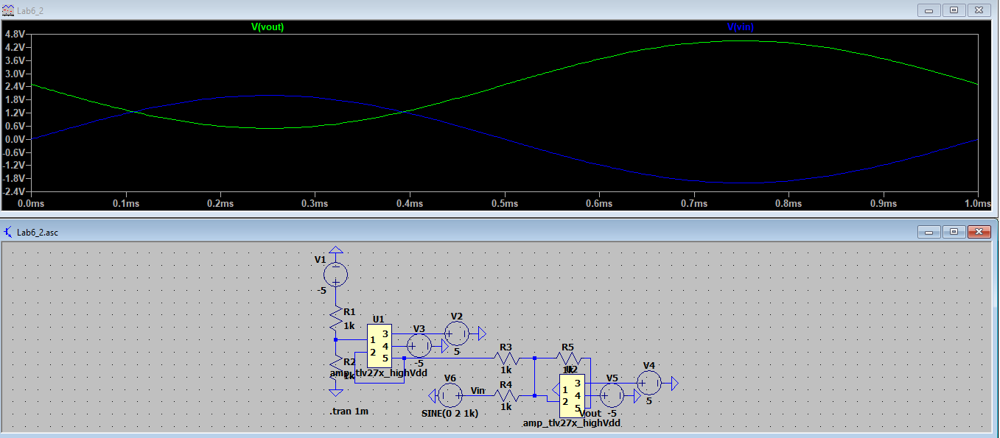 Lab6_2
V(vout) V(vin)
4.8V
4.2V
3.6V
3.0V
2.4V
1.8V
1.2V
0.6V
0.0V
-0.6V
-1.2V
-1.8V
-2.4V
0.0ms 0.1ms 0.2ms 0.3ms 0.4ms 0.5ms 0.6ms 0.7ms 0.8ms 0.9ms 1.0ms
Lab6_2.asc
V1
-5
R1
1k
R2
1k
U1
1 3
2 4
5
amp_tlv27x_highVdd
V3
-5
V2
5
.tran 1m
V6
SINE(0 2 1k)
Vin
R3
1k
R4
1k
R5
1k
U2
1 3
2 4
5
amp_tlv27x_highVdd
Vout
V5
-5
V4
5